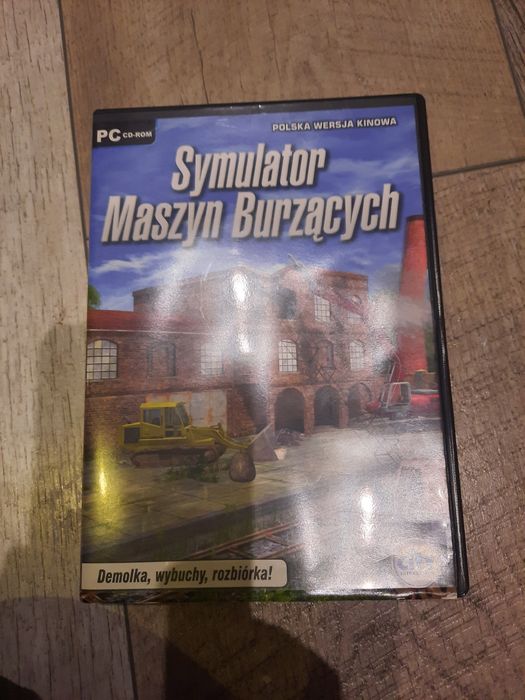 PC CD-ROM
POLSKA WERSJA KINOWA
Symulator
Maszyn Burzących
Demolka, wybuchy, rozbiórka!